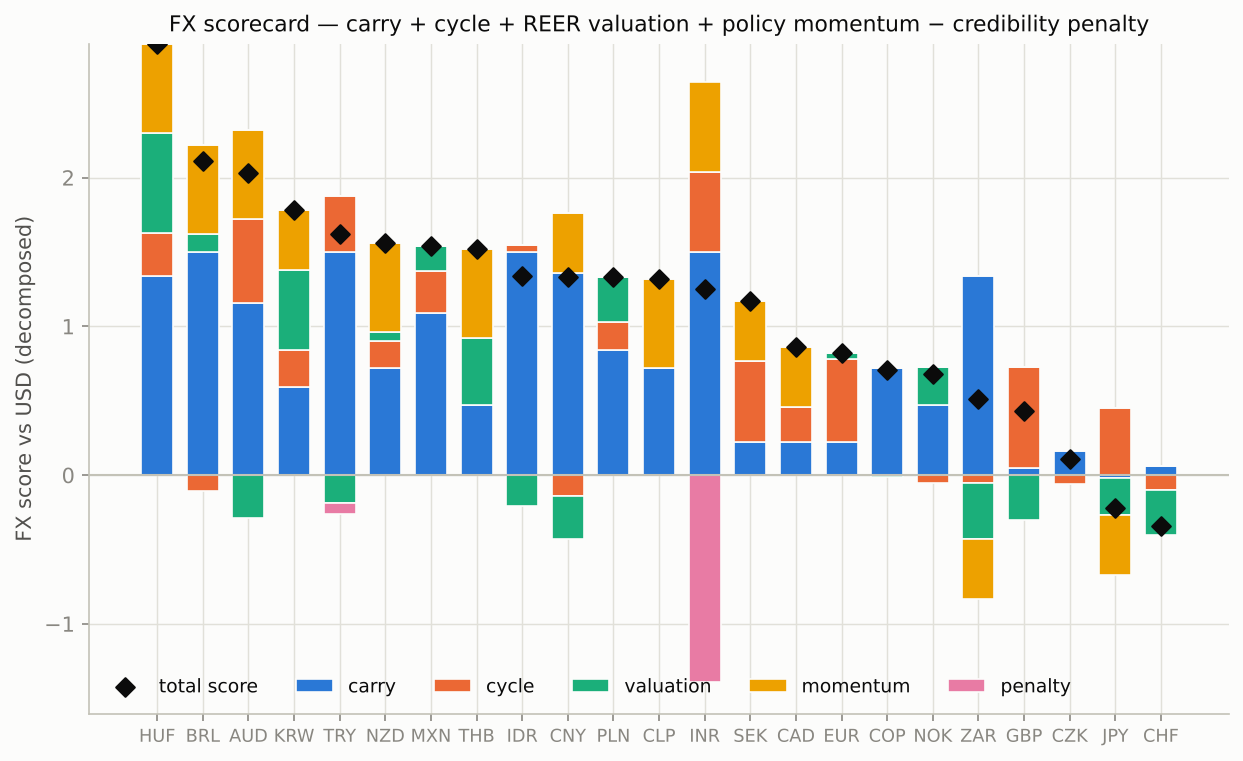 FX scorecard — carry + cycle + REER valuation + policy momentum − credibility penalty
FX score vs USD (decomposed)
2
1
0
−1
total score carry cycle valuation momentum penalty
HUF BRL AUD KRW TRY NZD MXN THB IDR CNY PLN CLP INR SEK CAD EUR COP NOK ZAR GBP CZK JPY CHF